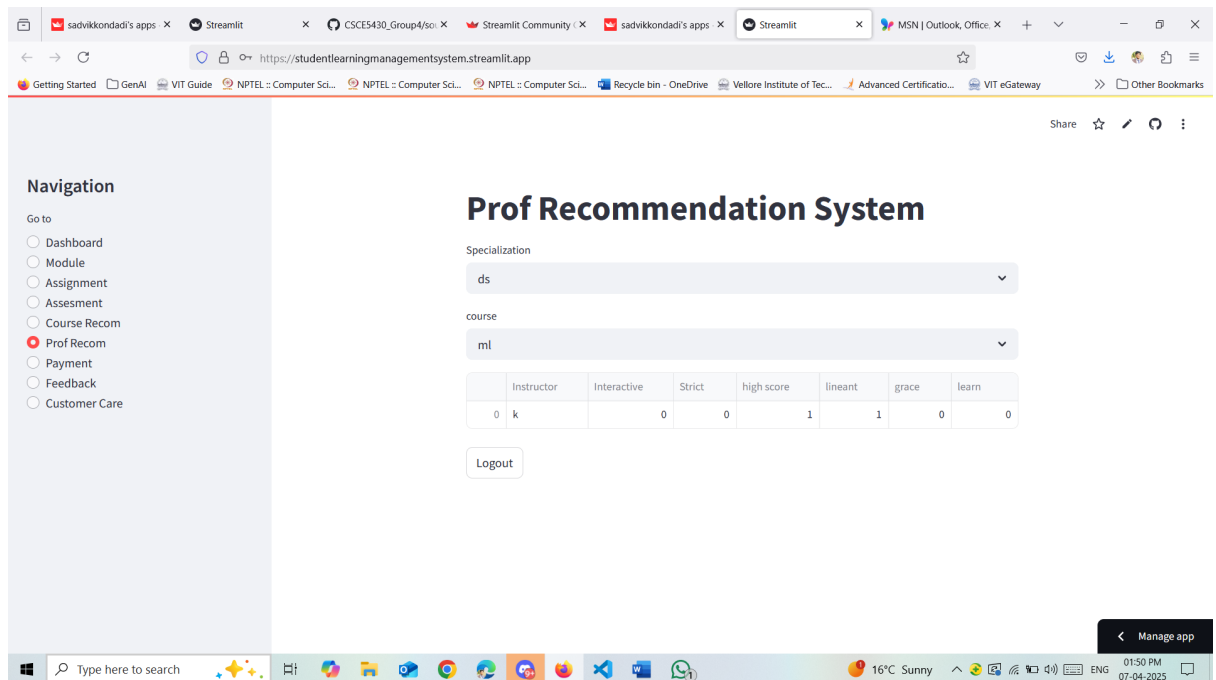 sadvikkondadi's apps · Streamlit CSCE5430_Group4/sou Streamlit Community C sadvikkondadi's apps · Streamlit MSN | Outlook, Office,
https://studentlearningmanagementsystem.streamlit.app
Getting Started GenAI VIT Guide NPTEL :: Computer Sci... NPTEL :: Computer Sci... NPTEL :: Computer Sci... Recycle bin - OneDrive Vellore Institute of Tec... Advanced Certificatio... VIT eGateway Other Bookmarks
Share
Navigation
Go to
Dashboard
Module
Assignment
Assesment
Course Recom
Prof Recom
Payment
Feedback
Customer Care
Prof Recommendation System
Specialization
ds
course
ml
Instructor Interactive Strict high score lineant grace learn
0 k 0 0 1 1 0 0
Logout
Manage app
Type here to search 16°C Sunny ENG 01:50 PM
07-04-2025